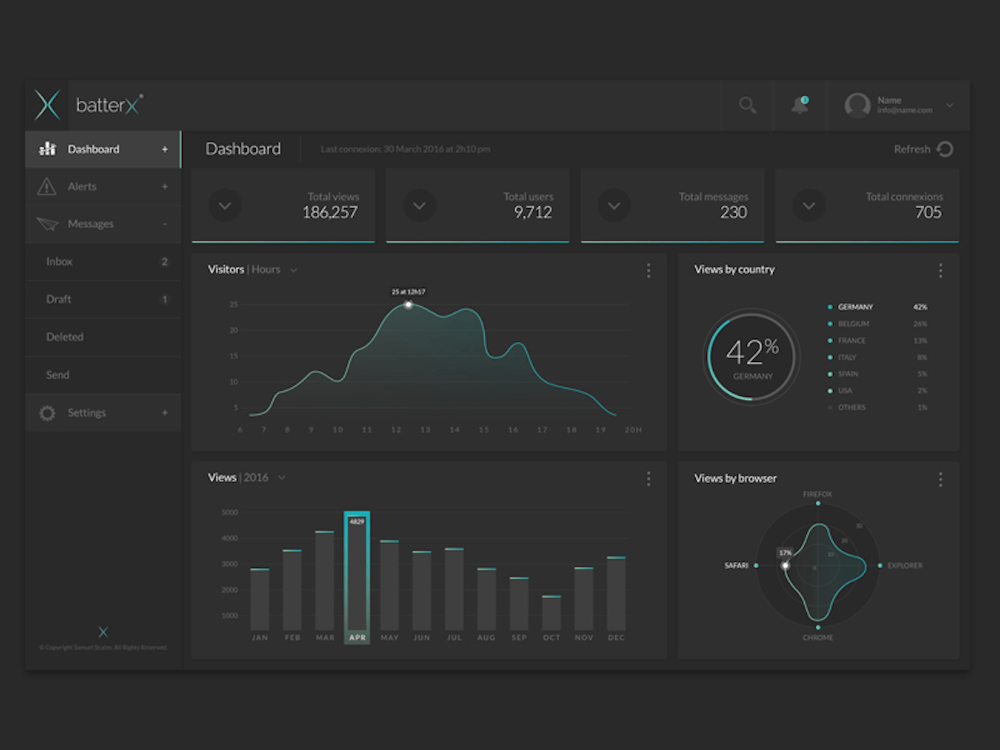 batterX
3
Name
info@name.com
Dashboard +
Alerts +
Messages -
Inbox 2
Draft 1
Deleted
Send
Settings +
© Copyright Samuel Scalzo. All Rights Reserved.
Dashboard
Last connexion: 30 March 2016 at 2h10 pm
Refresh
Total views
186,257
Total users
9,712
Total messages
230
Total connexions
705
Visitors | Hours
25 at 12h17
25
20
15
10
5
6 7 8 9 10 11 12 13 14 15 16 17 18 19 20H
Views by country
42%
GERMANY
GERMANY 42%
BELGIUM 26%
FRANCE 13%
ITALY 8%
SPAIN 5%
USA 2%
OTHERS 1%
Views | 2016
5000
4000
3000
2000
1000
4829
JAN FEB MAR APR MAY JUN JUL AUG SEP OCT NOV DEC
Views by browser
FIREFOX
30
20
10
0
17%
SAFARI
EXPLORER
CHROME